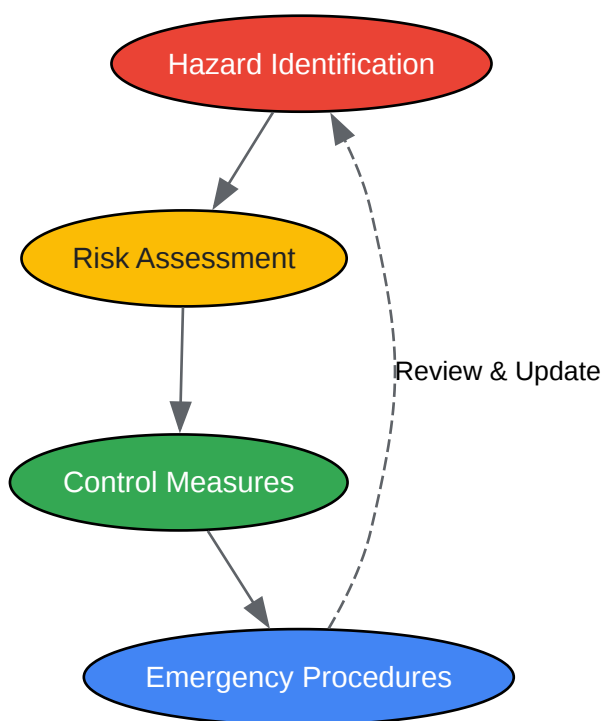 Hazard Identification
Risk Assessment
Review & Update
Control Measures
Emergency Procedures